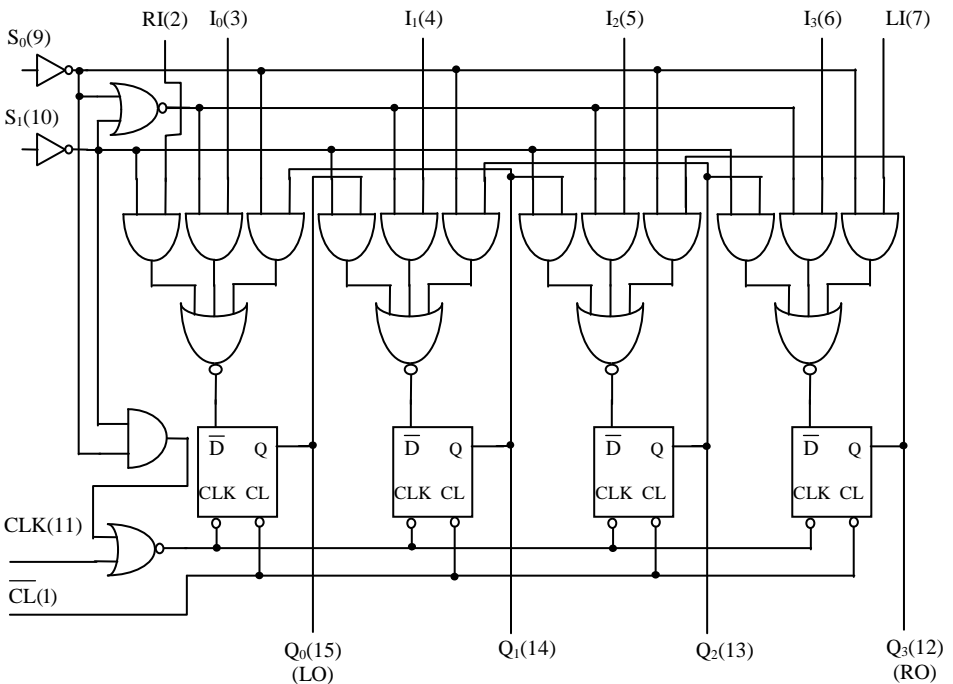 RI(2) I₀(3) I₁(4) I₂(5) I₃(6) LI(7)
S₀(9)
S₁(10)
D̅ Q D̅ Q D̅ Q D̅ Q
CLK CL CLK CL CLK CL CLK CL
CLK(11)
C̅L̅(1)
Q₀(15) Q₁(14) Q₂(13) Q₃(12)
(LO) (RO)